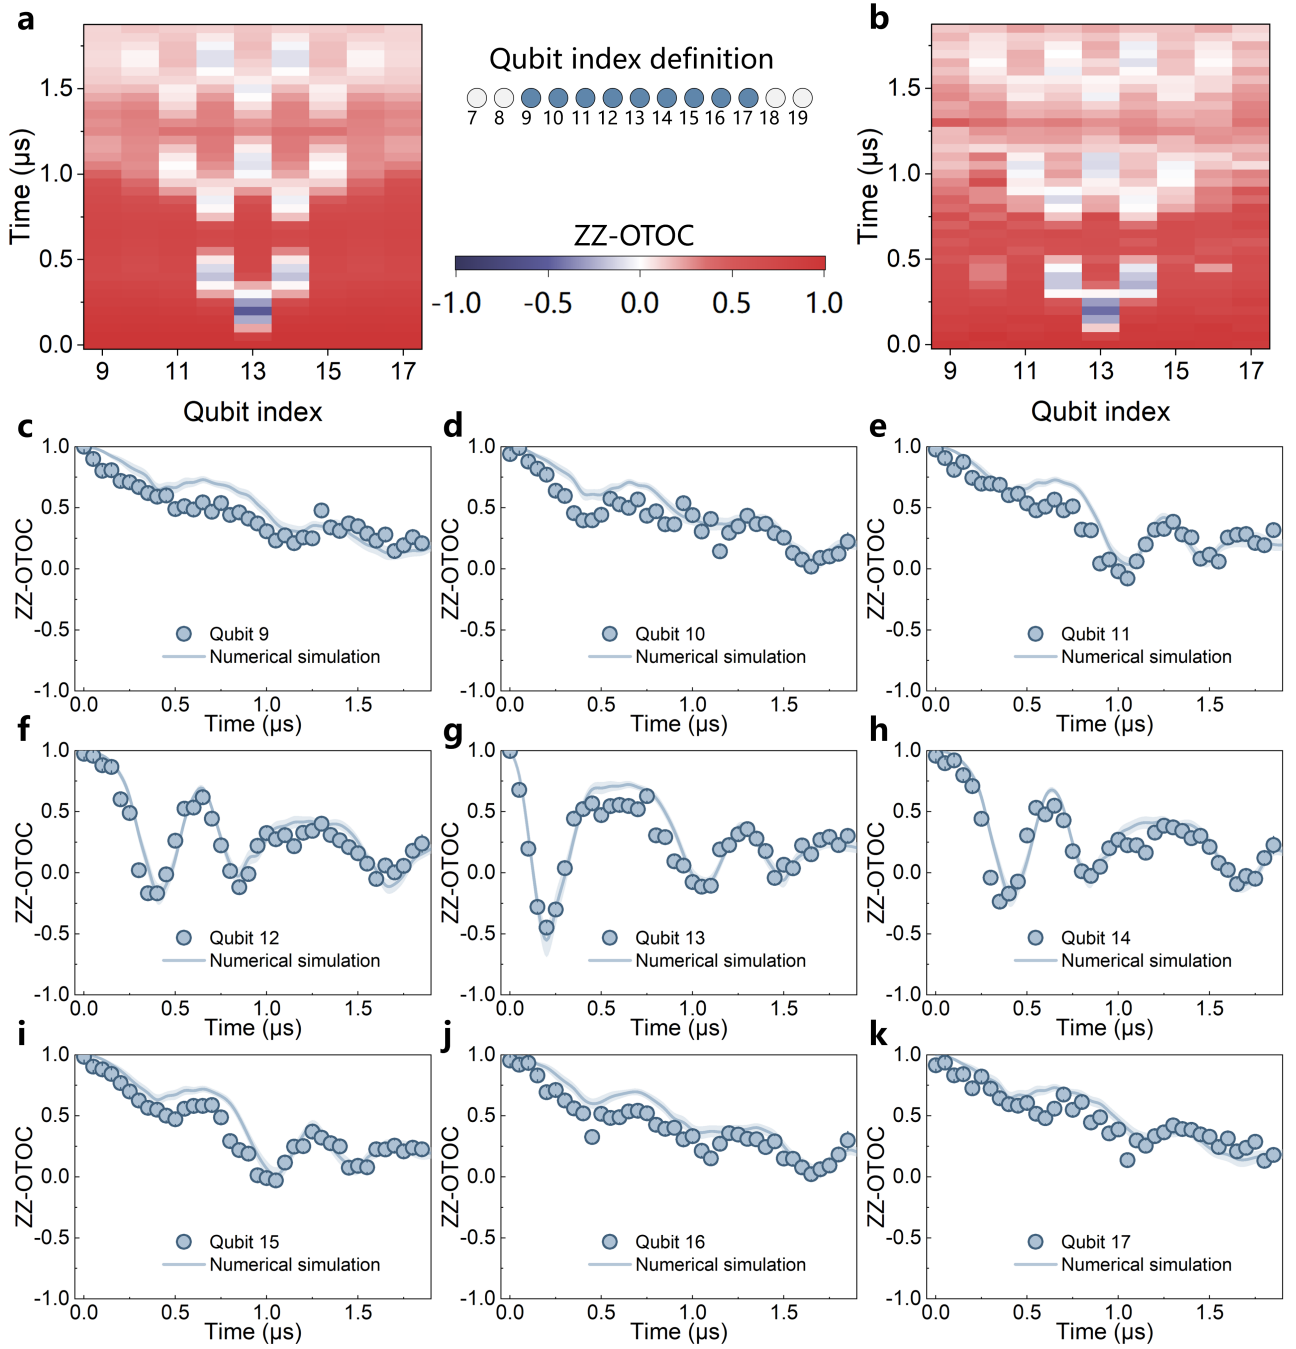 a
b
Time (μs)
1.5
1.0
0.5
0.0
9
11
13
15
17
Qubit index
Qubit index definition
7 8 9 10 11 12 13 14 15 16 17 18 19
ZZ-OTOC
-1.0 -0.5 0.0 0.5 1.0
Time (μs)
1.5
1.0
0.5
0.0
9
11
13
15
17
Qubit index
c
ZZ-OTOC
1.0
0.5
0.0
-0.5
-1.0
Qubit 9
Numerical simulation
0.0 0.5 1.0 1.5
Time (μs)
d
ZZ-OTOC
1.0
0.5
0.0
-0.5
-1.0
Qubit 10
Numerical simulation
0.0 0.5 1.0 1.5
Time (μs)
e
ZZ-OTOC
1.0
0.5
0.0
-0.5
-1.0
Qubit 11
Numerical simulation
0.0 0.5 1.0 1.5
Time (μs)
f
ZZ-OTOC
1.0
0.5
0.0
-0.5
-1.0
Qubit 12
Numerical simulation
0.0 0.5 1.0 1.5
Time (μs)
g
ZZ-OTOC
1.0
0.5
0.0
-0.5
-1.0
Qubit 13
Numerical simulation
0.0 0.5 1.0 1.5
Time (μs)
h
ZZ-OTOC
1.0
0.5
0.0
-0.5
-1.0
Qubit 14
Numerical simulation
0.0 0.5 1.0 1.5
Time (μs)
i
ZZ-OTOC
1.0
0.5
0.0
-0.5
-1.0
Qubit 15
Numerical simulation
0.0 0.5 1.0 1.5
Time (μs)
j
ZZ-OTOC
1.0
0.5
0.0
-0.5
-1.0
Qubit 16
Numerical simulation
0.0 0.5 1.0 1.5
Time (μs)
k
ZZ-OTOC
1.0
0.5
0.0
-0.5
-1.0
Qubit 17
Numerical simulation
0.0 0.5 1.0 1.5
Time (μs)